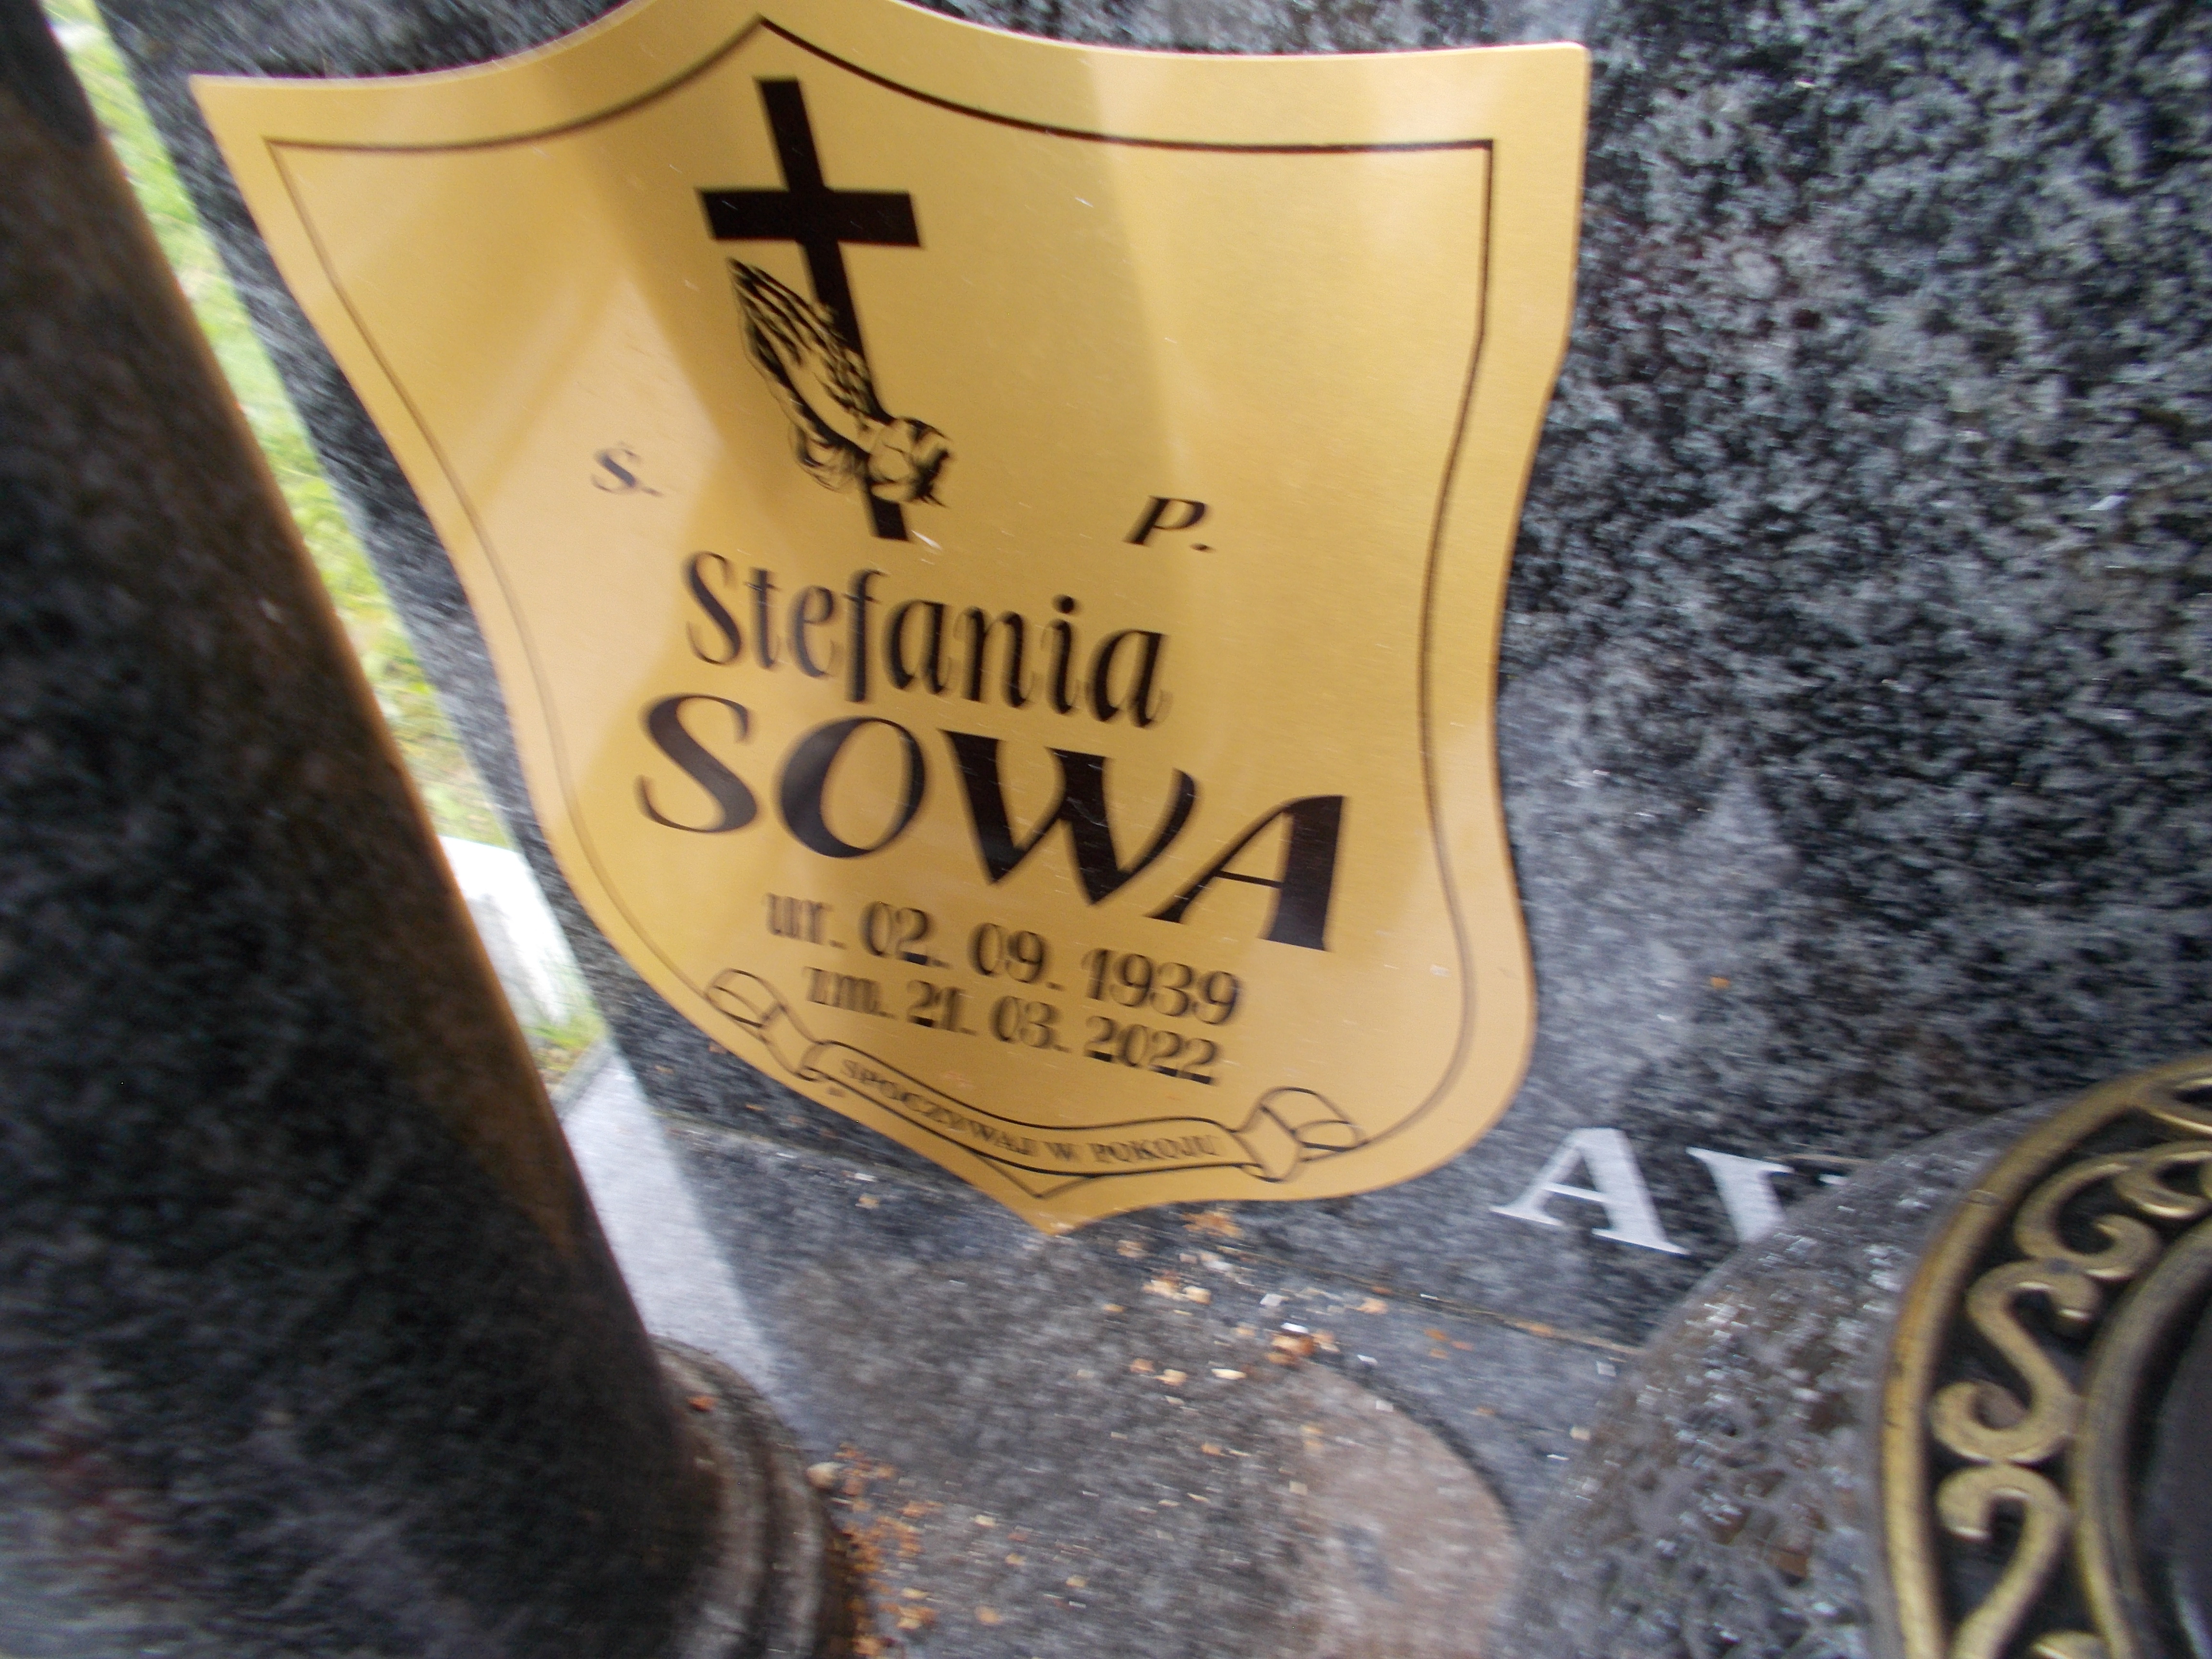 Ś. P.
Stefania
SOWA
ur. 02. 09. 1939
zm. 21. 03. 2022
SPOCZYWAJ W POKOJU